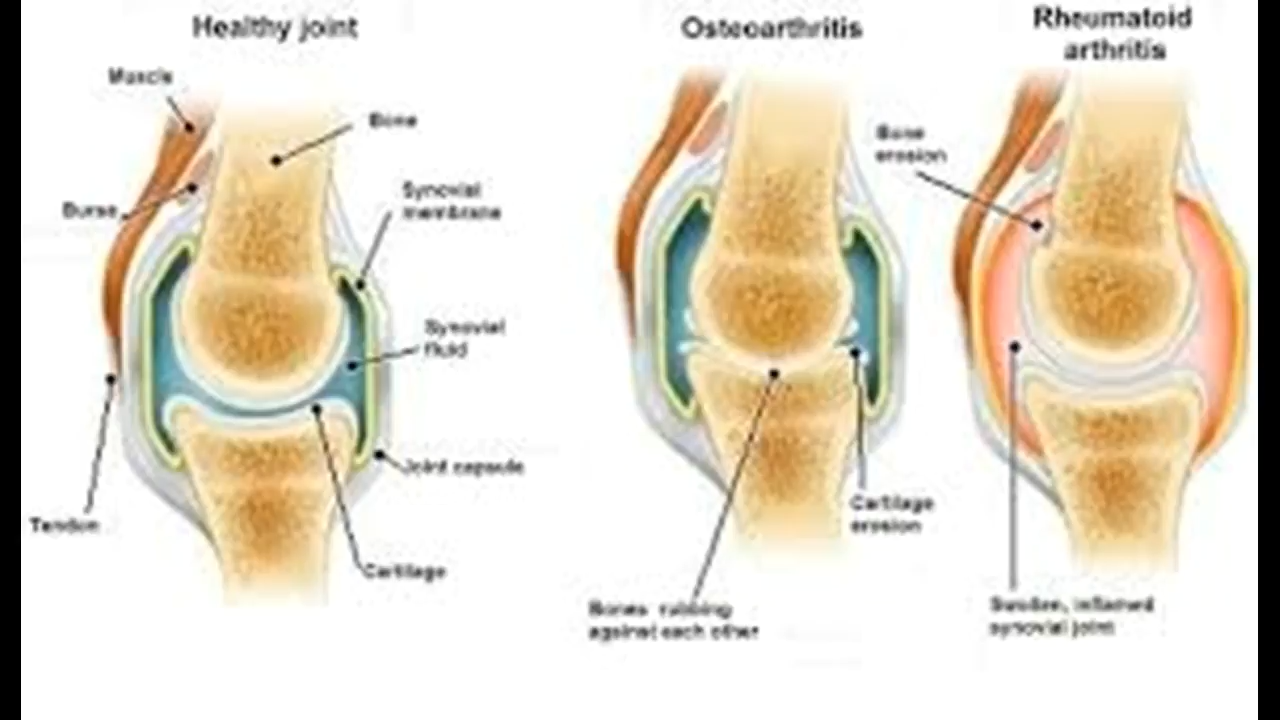 Healthy joint
Muscle
Bone
Bursa
Synovial
membrane
Synovial
fluid
Joint capsule
Tendon
Cartilage
Osteoarthritis
Cartilage
erosion
Bones rubbing
against each other
Rheumatoid
arthritis
Bone
erosion
Swollen, inflamed
synovial joint